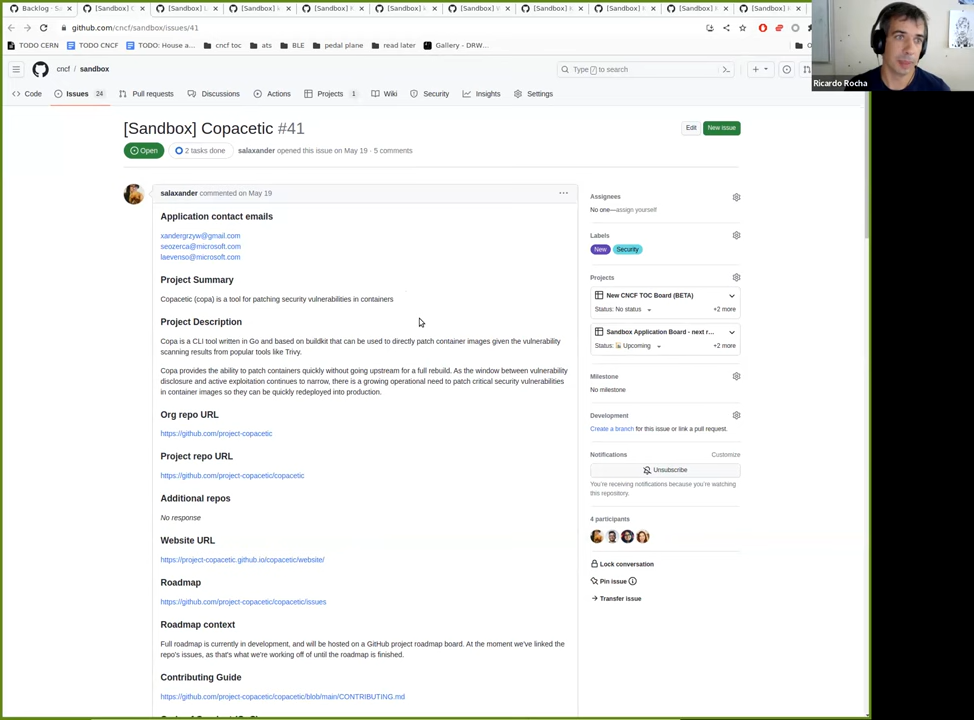 Backlog - Sa
[Sandbox] C
[Sandbox] L
[Sandbox]
[Sandbox]
[Sandbox]
[Sandbox]
[Sandbox]
[Sandbox]
[Sandbox]
[Sandbox]
github.com/cncf/sandbox/issues/41
TODO CERN
TODO CNCF
TODO: House a...
cncf toc
ats
BLE
pedal plane
read later
Gallery - DRW...
Ricardo Rocha
cncf / sandbox
Type / to search
Code
Issues 24
Pull requests
Discussions
Actions
Projects 1
Wiki
Security
Insights
Settings
[Sandbox] Copacetic #41
Edit
New issue
Open
2 tasks done
salaxander opened this issue on May 19 · 5 comments
salaxander commented on May 19
Application contact emails
xandergrzyw@gmail.com
seozerca@microsoft.com
laevenso@microsoft.com
Project Summary
Copacetic (copa) is a tool for patching security vulnerabilities in containers
Project Description
Copa is a CLI tool written in Go and based on buildkit that can be used to directly patch container images given the vulnerability
scanning results from popular tools like Trivy.
Copa provides the ability to patch containers quickly without going upstream for a full rebuild. As the window between vulnerability
disclosure and active exploitation continues to narrow, there is a growing operational need to patch critical security vulnerabilities
in container images so they can be quickly redeployed into production.
Org repo URL
https://github.com/project-copacetic
Project repo URL
https://github.com/project-copacetic/copacetic
Additional repos
No response
Website URL
https://project-copacetic.github.io/copacetic/website/
Roadmap
https://github.com/project-copacetic/copacetic/issues
Roadmap context
Full roadmap is currently in development, and will be hosted on a GitHub project roadmap board. At the moment we've linked the
repo's issues, as that's what we're working off of until the roadmap is finished.
Contributing Guide
https://github.com/project-copacetic/copacetic/blob/main/CONTRIBUTING.md
Assignees
No one—assign yourself
Labels
New
Security
Projects
New CNCF TOC Board (BETA)
Status: No status
+2 more
Sandbox Application Board - next r...
Status: Upcoming
+2 more
Milestone
No milestone
Development
Create a branch for this issue or link a pull request.
Notifications
Customize
Unsubscribe
You're receiving notifications because you're watching
this repository.
4 participants
Lock conversation
Pin issue
Transfer issue